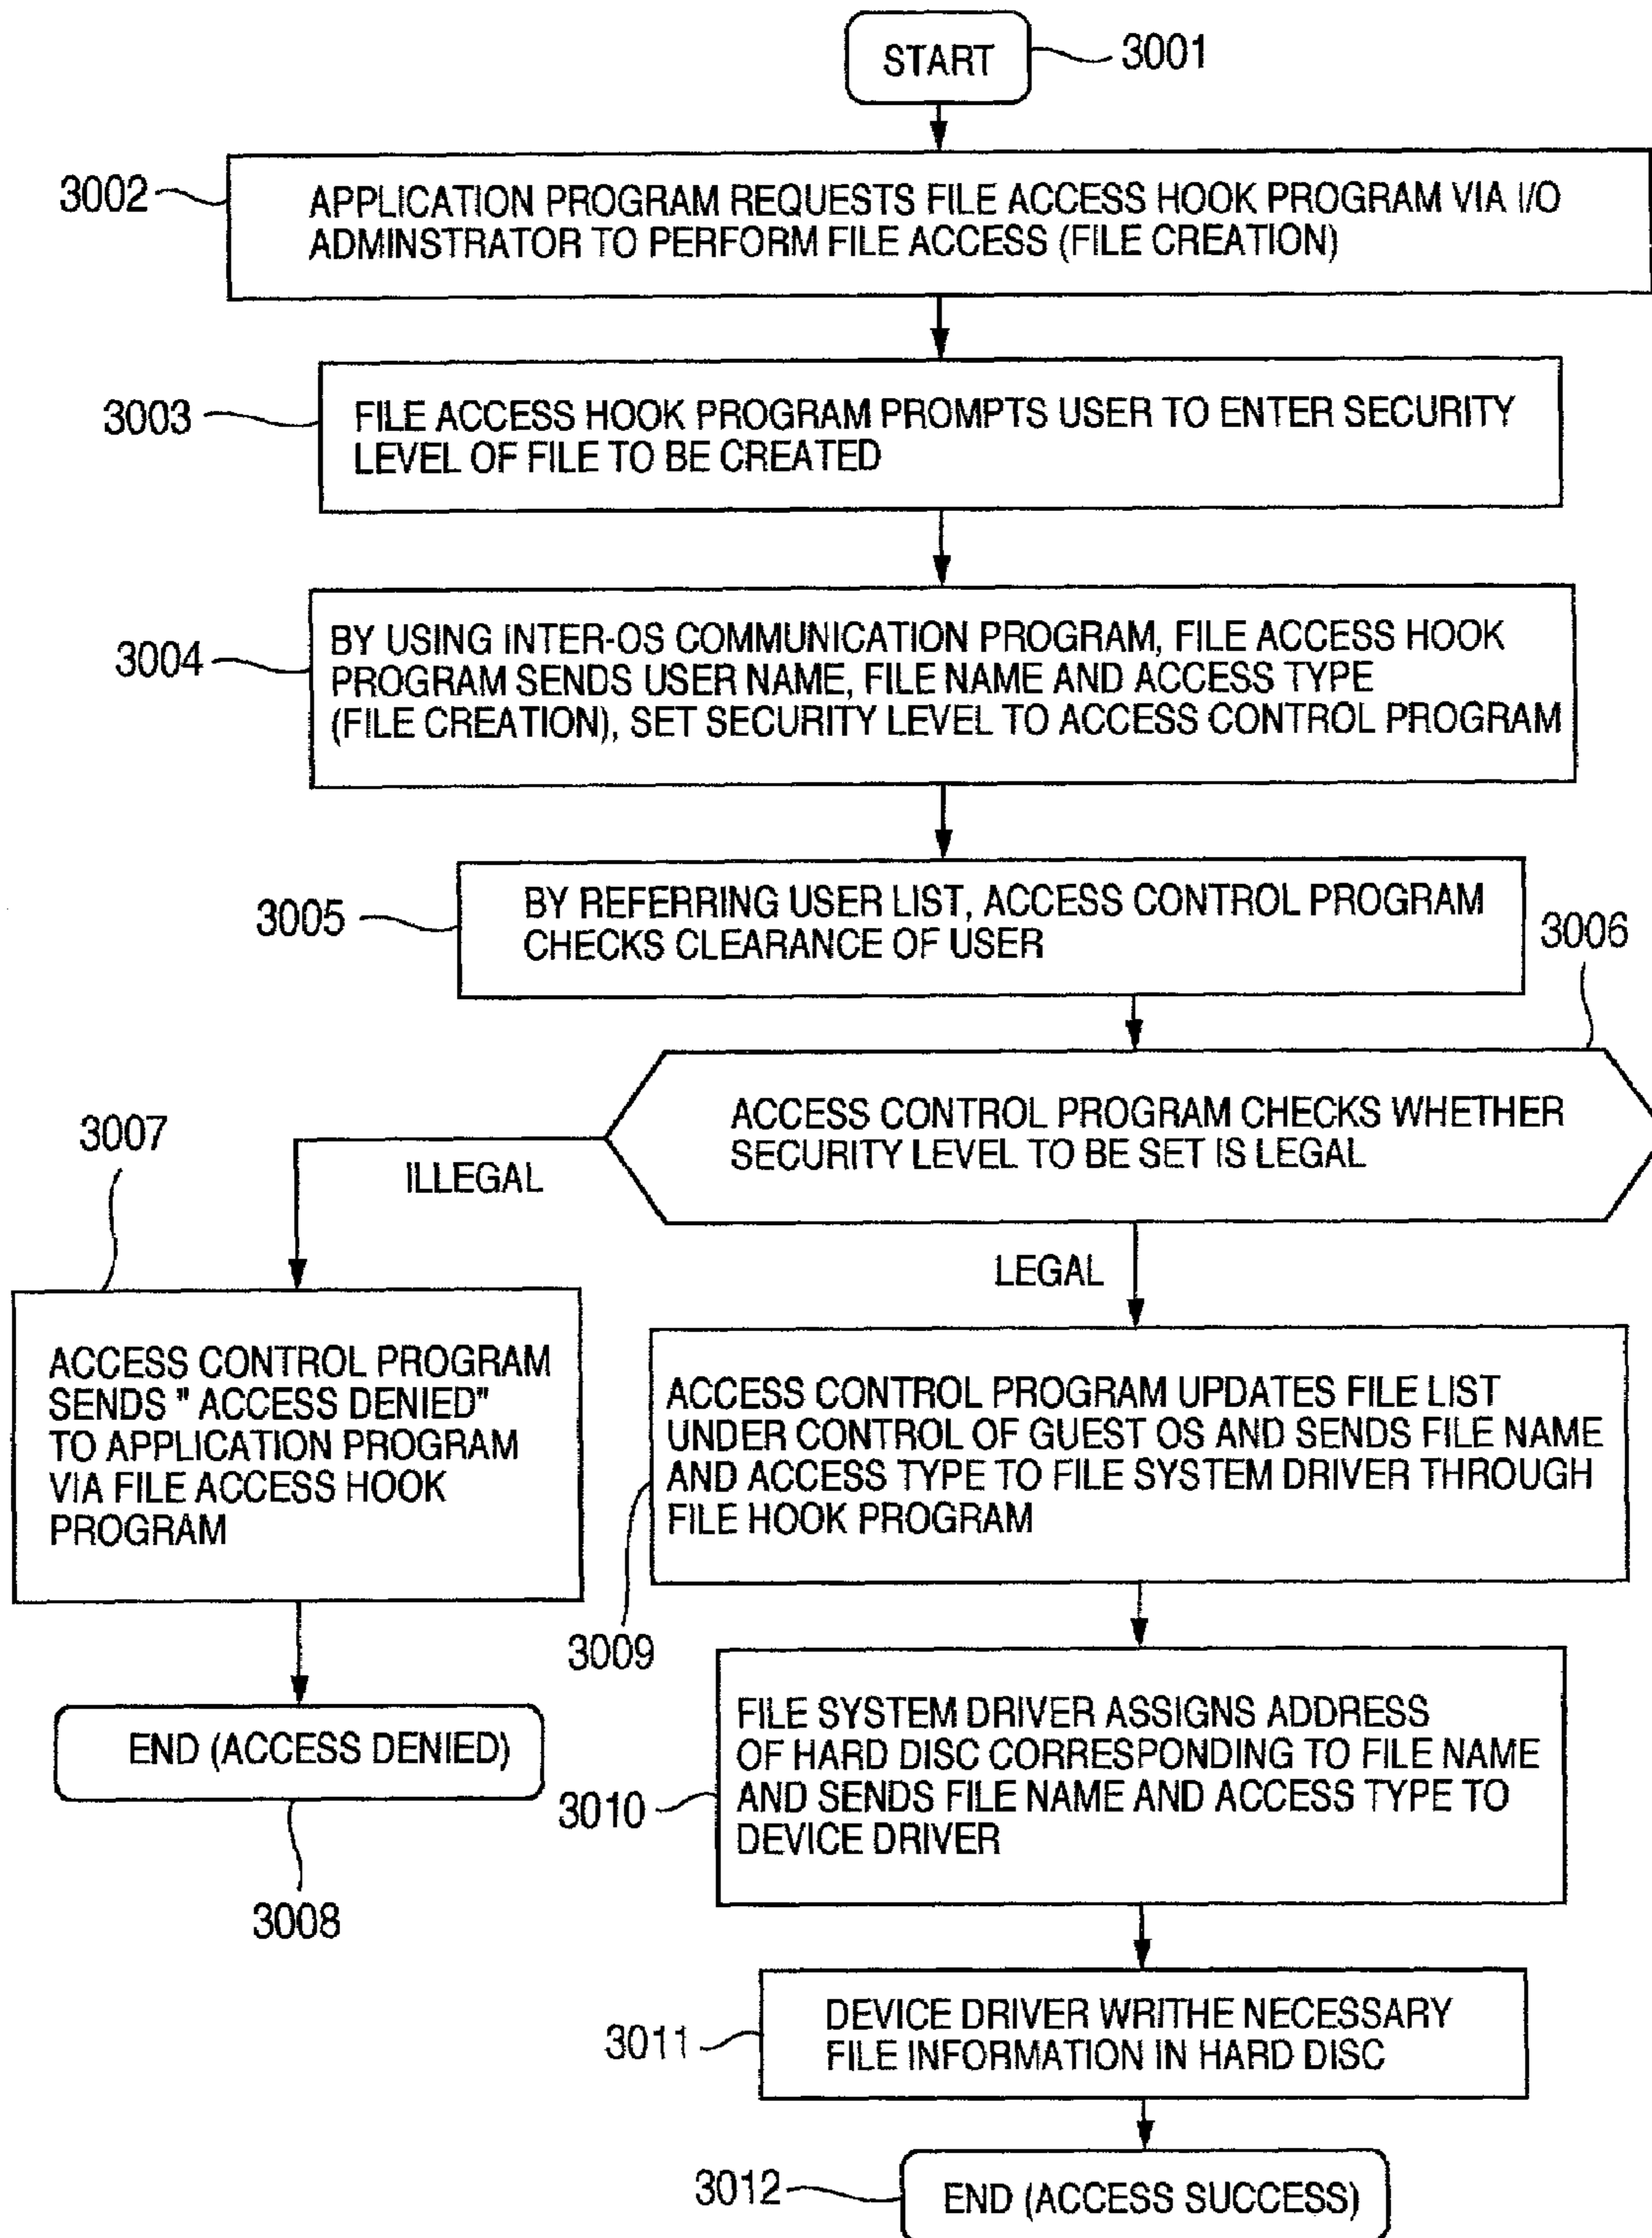 START
3001
3002
APPLICATION PROGRAM REQUESTS FILE ACCESS HOOK PROGRAM VIA I/O
ADMINSTRATOR TO PERFORM FILE ACCESS (FILE CREATION)
3003
FILE ACCESS HOOK PROGRAM PROMPTS USER TO ENTER SECURITY
LEVEL OF FILE TO BE CREATED
3004
BY USING INTER-OS COMMUNICATION PROGRAM, FILE ACCESS HOOK
PROGRAM SENDS USER NAME, FILE NAME AND ACCESS TYPE
(FILE CREATION), SET SECURITY LEVEL TO ACCESS CONTROL PROGRAM
3005
BY REFERRING USER LIST, ACCESS CONTROL PROGRAM
CHECKS CLEARANCE OF USER
3006
ACCESS CONTROL PROGRAM CHECKS WHETHER
SECURITY LEVEL TO BE SET IS LEGAL
ILLEGAL
LEGAL
3007
ACCESS CONTROL PROGRAM
SENDS " ACCESS DENIED"
TO APPLICATION PROGRAM
VIA FILE ACCESS HOOK
PROGRAM
END (ACCESS DENIED)
3008
ACCESS CONTROL PROGRAM UPDATES FILE LIST
UNDER CONTROL OF GUEST OS AND SENDS FILE NAME
AND ACCESS TYPE TO FILE SYSTEM DRIVER THROUGH
FILE HOOK PROGRAM
3009
FILE SYSTEM DRIVER ASSIGNS ADDRESS
OF HARD DISC CORRESPONDING TO FILE NAME
AND SENDS FILE NAME AND ACCESS TYPE TO
DEVICE DRIVER
3010
DEVICE DRIVER WRITHE NECESSARY
FILE INFORMATION IN HARD DISC
3011
3012
END (ACCESS SUCCESS)